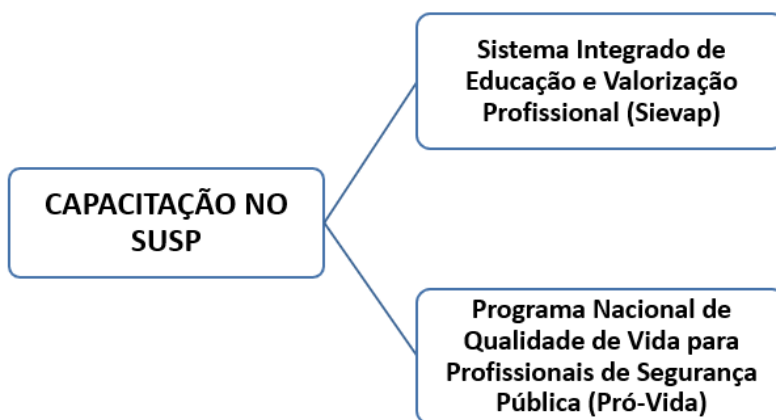 Sistema Integrado de
Educação e Valorização
Profissional (Sievap)
CAPACITAÇÃO NO
SUSP
Programa Nacional de
Qualidade de Vida para
Profissionais de Segurança
Pública (Pró-Vida)